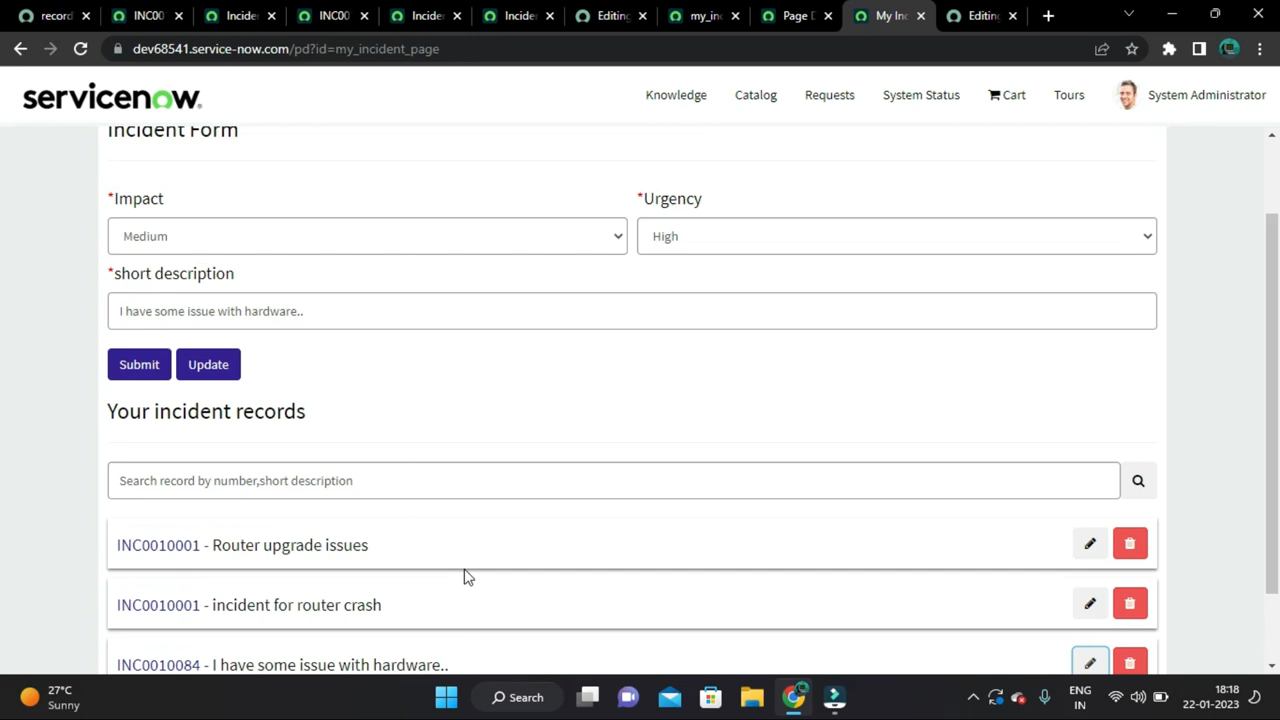 record
INC00
Incide
INC00
Incide
Incide
Editing
my_in
Page D
My In
Editing
dev68541.service-now.com/pd?id=my_incident_page
servicenow
Knowledge
Catalog
Requests
System Status
Cart
Tours
System Administrator
Incident Form
*Impact
*Urgency
Medium
High
*short description
I have some issue with hardware..
Submit
Update
Your incident records
Search record by number,short description
INC0010001 - Router upgrade issues
INC0010001 - incident for router crash
INC0010084 - I have some issue with hardware..
27°C
Sunny
Search
ENG
IN
18:18
22-01-2023